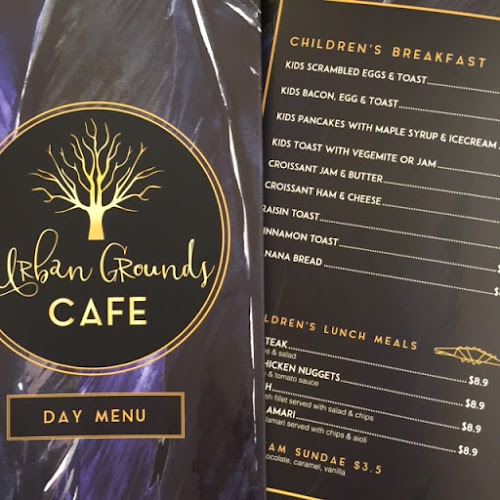 Urban Grounds
CAFE
DAY MENU
CHILDREN'S BREAKFAST
KIDS SCRAMBLED EGGS & TOAST
KIDS BACON, EGG & TOAST
KIDS PANCAKES WITH MAPLE SYRUP & ICECREAM
KIDS TOAST WITH VEGEMITE OR JAM
CROISSANT JAM & BUTTER
CROISSANT HAM & CHEESE
RAISIN TOAST
INNAMON TOAST
NANA BREAD
LDREN'S LUNCH MEALS
TEAK $8.9
& salad
HICKEN NUGGETS $8.9
& tomato sauce
H $8.9
sh fillet served with salad & chips
AMARI $8.9
lamari served with chips & aioli
AM SUNDAE $3.5
ocolate, caramel, vanilla